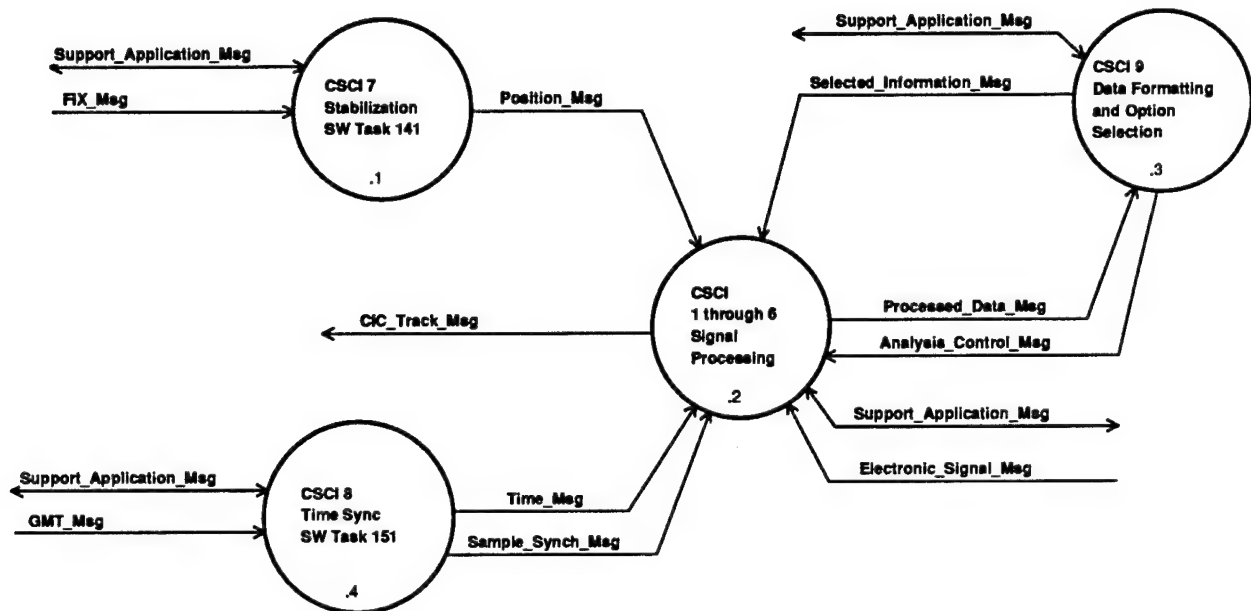 Support_Application_Msg
FIX_Msg
CSCI 7
Stabilization
SW Task 141
.1
Position_Msg
Support_Application_Msg
Selected_Information_Msg
CSCI 9
Data Formatting
and Option
Selection
.3
CIC_Track_Msg
CSCI
1 through 6
Signal
Processing
.2
Processed_Data_Msg
Analysis_Control_Msg
Support_Application_Msg
Electronic_Signal_Msg
Support_Application_Msg
GMT_Msg
CSCI 8
Time Sync
SW Task 151
.4
Time_Msg
Sample_Synch_Msg